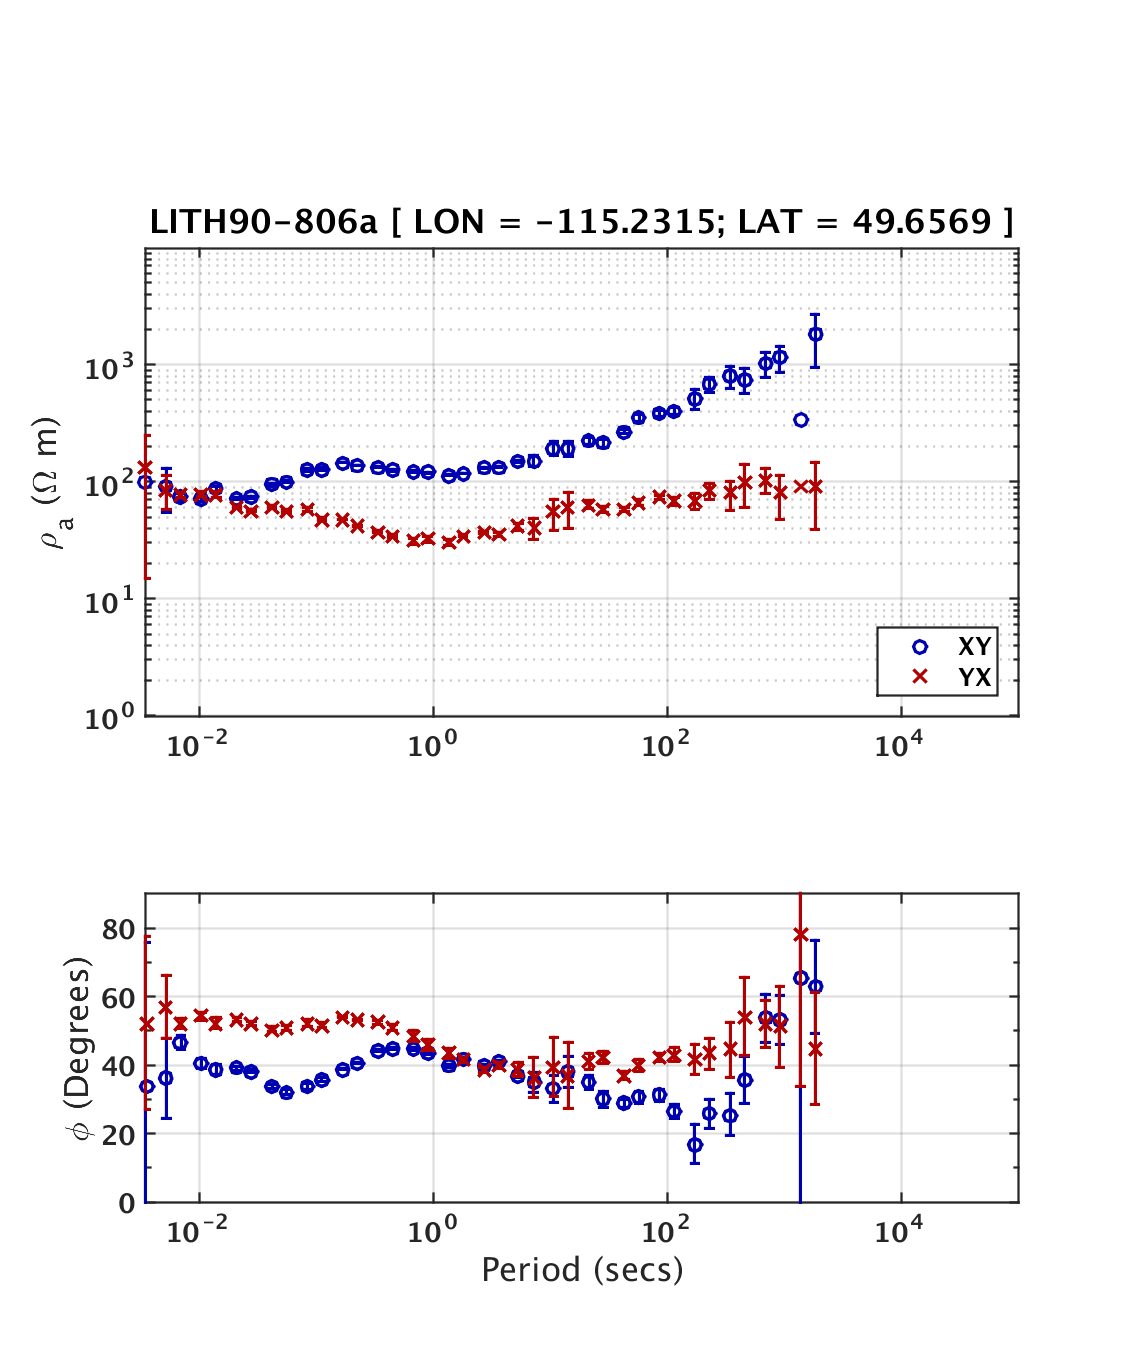 LITH90-806a [ LON = -115.2315; LAT = 49.6569 ]
ρa (Ω m)
10^3
10^2
10^1
10^0
XY
YX
10^-2 10^0 10^2 10^4
ϕ (Degrees)
80
60
40
20
0
10^-2 10^0 10^2 10^4
Period (secs)